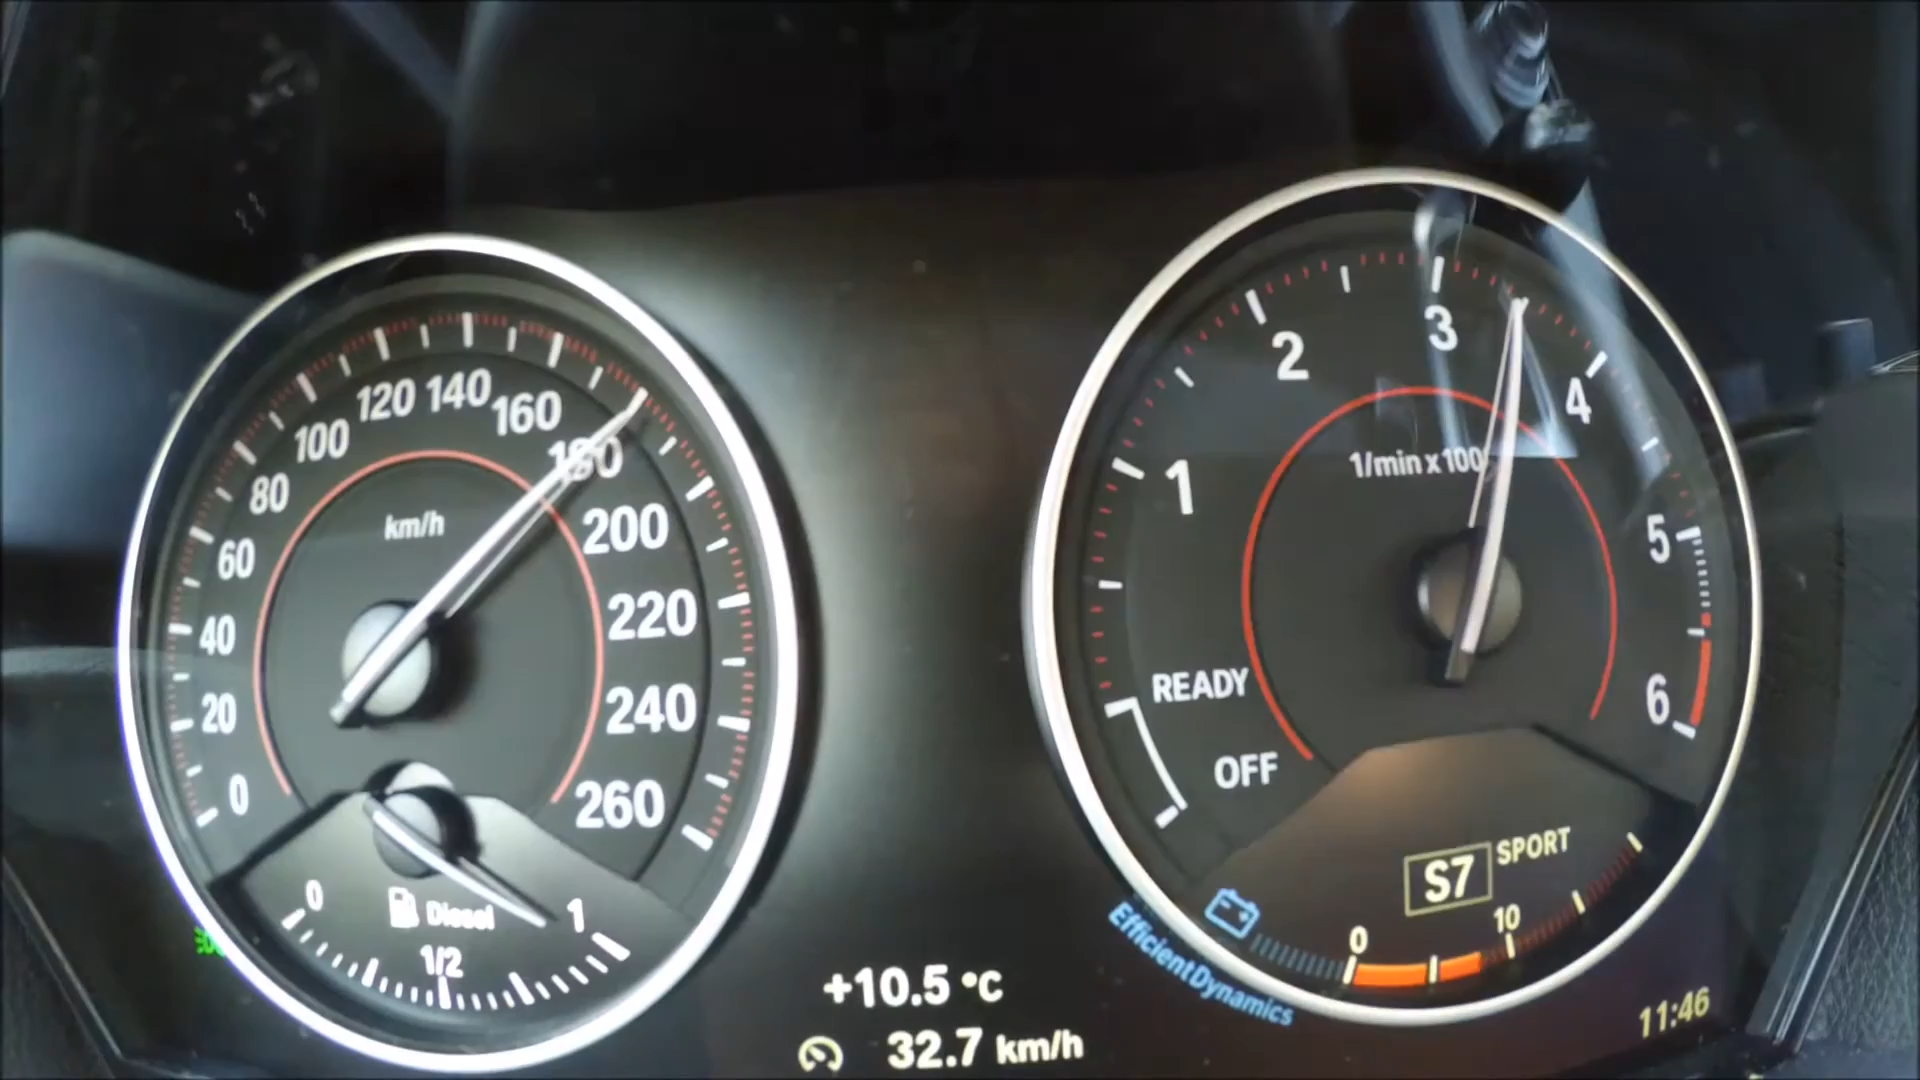 0
20
40
60
80
100
120
140
160
180
200
220
240
260
km/h
0
1/2
1
Diesel
+10.5 °C
32.7 km/h
OFF
READY
1
2
3
4
5
6
1/min x 100
S7
SPORT
0
10
EfficientDynamics
11:46